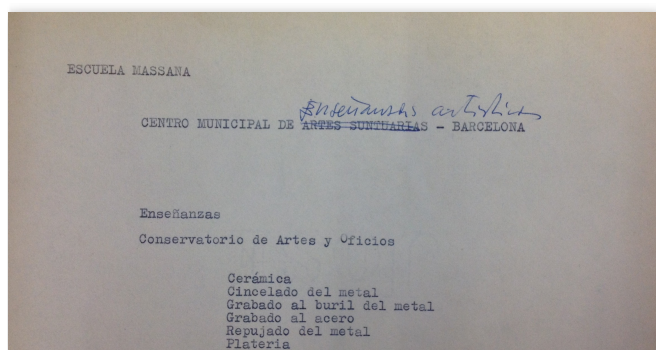 ESCUELA MASSANA
Enseñanzas artísticas
CENTRO MUNICIPAL DE ARTES SUNTUARIAS - BARCELONA
Enseñanzas
Conservatorio de Artes y Oficios
Cerámica
Cincelado del metal
Grabado al buril del metal
Grabado al acero
Repujado del metal
Plateria